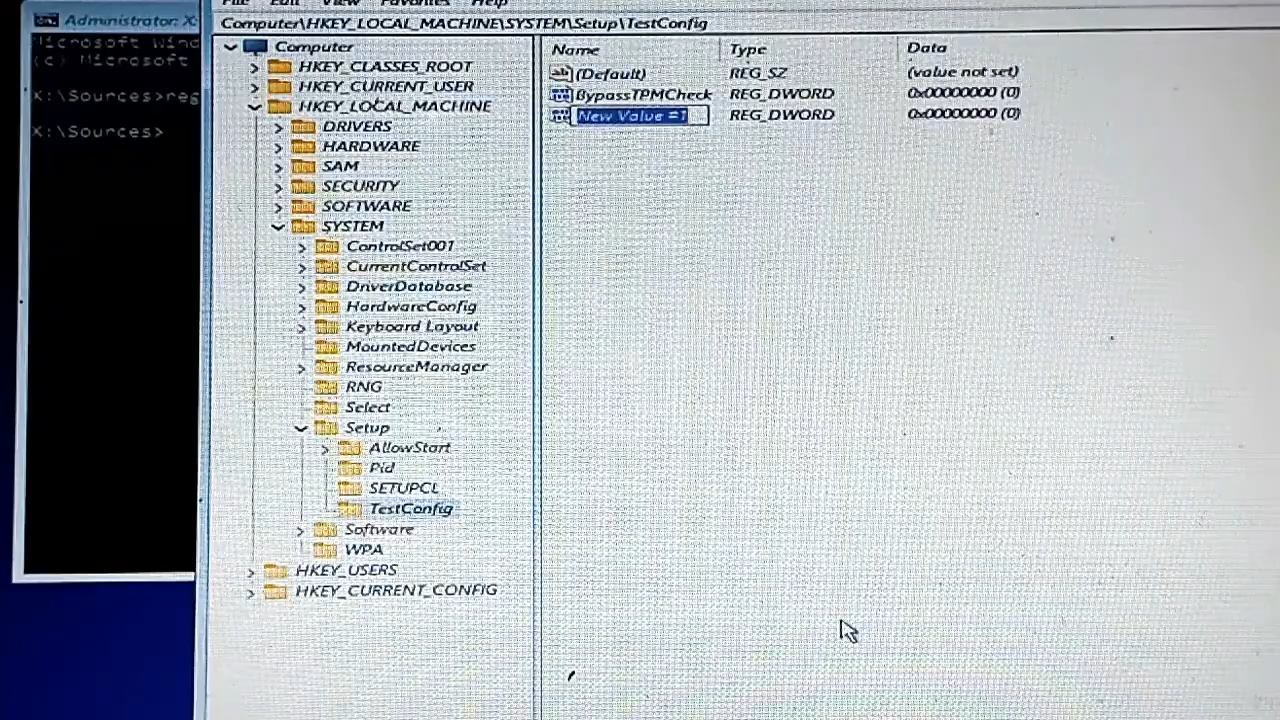 File Edit View Favorites Help
Administrator: X:
Computer\HKEY_LOCAL_MACHINE\SYSTEM\Setup\TestConfig
Microsoft Wind
(c) Microsoft
X:\Sources>reg
X:\Sources>
Computer
HKEY_CLASSES_ROOT
HKEY_CURRENT_USER
HKEY_LOCAL_MACHINE
DRIVERS
HARDWARE
SAM
SECURITY
SOFTWARE
SYSTEM
ControlSet001
CurrentControlSet
DriverDatabase
HardwareConfig
Keyboard Layout
MountedDevices
ResourceManager
RNG
Select
Setup
AllowStart
Pid
SETUPCL
TestConfig
Software
WPA
HKEY_USERS
HKEY_CURRENT_CONFIG
Name Type Data
(Default) REG_SZ (value not set)
BypassTBMCheck REG_DWORD 0x00000000 (0)
New Value #1 REG_DWORD 0x00000000 (0)